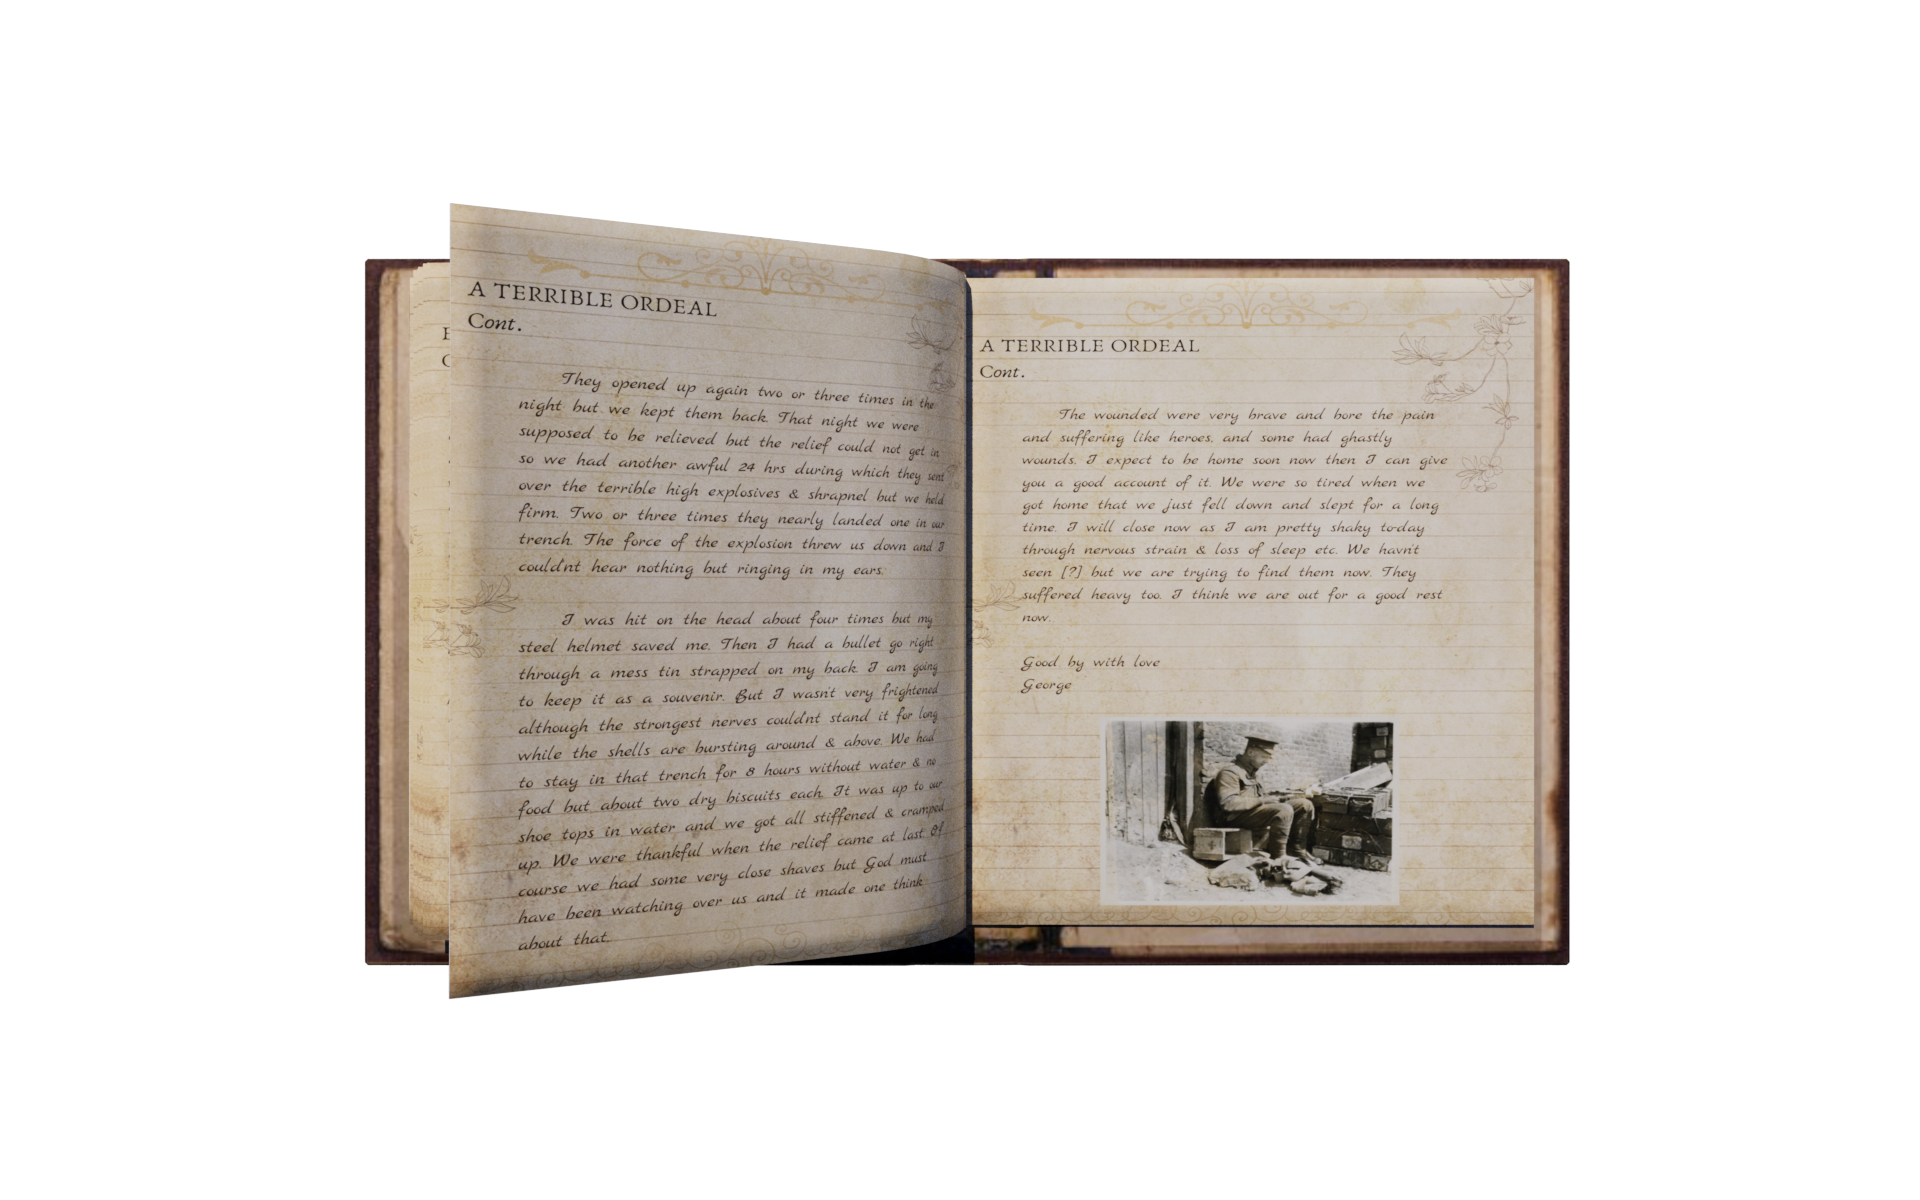 A TERRIBLE ORDEAL
Cont.
They opened up again two or three times in the
night but we kept them back. That night we were
supposed to be relieved but the relief could not get in
so we had another awful 24 hrs during which they sent
over the terrible high explosives & shrapnel but we held
firm. Two or three times they nearly landed one in our
trench. The force of the explosion threw us down and I
could'nt hear nothing but ringing in my ears.
I was hit on the head about four times but my
steel helmet saved me. Then I had a bullet go right
through a mess tin strapped on my back. I am going
to keep it as a souvenir. But I wasn't very frightened
although the strongest nerves could'nt stand it for long
while the shells are bursting around & above. We had
to stay in that trench for 8 hours without water & no
food but about two dry biscuits each. It was up to our
shoe tops in water and we got all stiffened & cramped
up. We were thankful when the relief came at last. Of
course we had some very close shaves but God must
have been watching over us and it made one think
about that.
A TERRIBLE ORDEAL
Cont.
The wounded were very brave and bore the pain
and suffering like heroes, and some had ghastly
wounds. I expect to be home soon now then I can give
you a good account of it. We were so tired when we
got home that we just fell down and slept for a long
time. I will close now as I am pretty shaky to-day
through nervous strain & loss of sleep etc. We hav'nt
seen [?] but we are trying to find them now. They
suffered heavy too. I think we are out for a good rest
now.
Good by with love
George